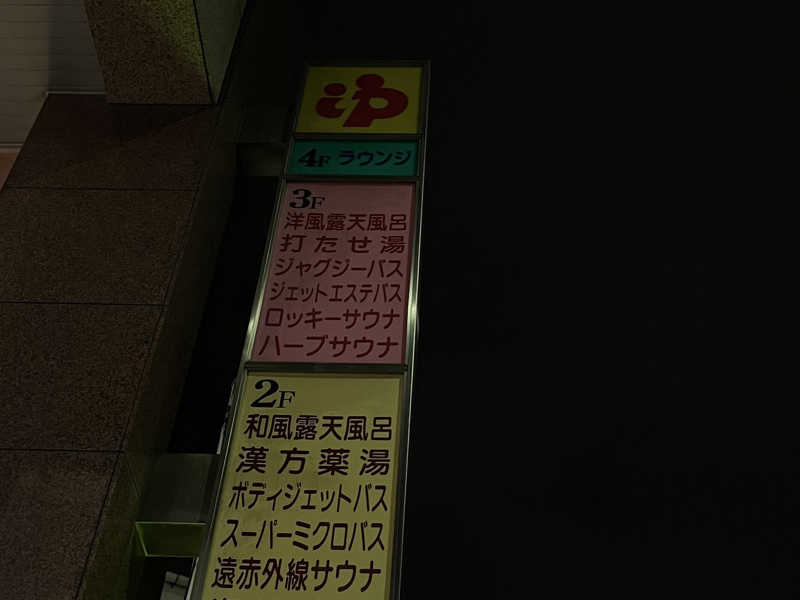 ゆ
4F ラウンジ
3F
洋風露天風呂
打たせ湯
ジャグジーバス
ジェットエステバス
ロッキーサウナ
ハーブサウナ
2F
和風露天風呂
漢方薬湯
ボディジェットバス
スーパーミクロバス
遠赤外線サウナ